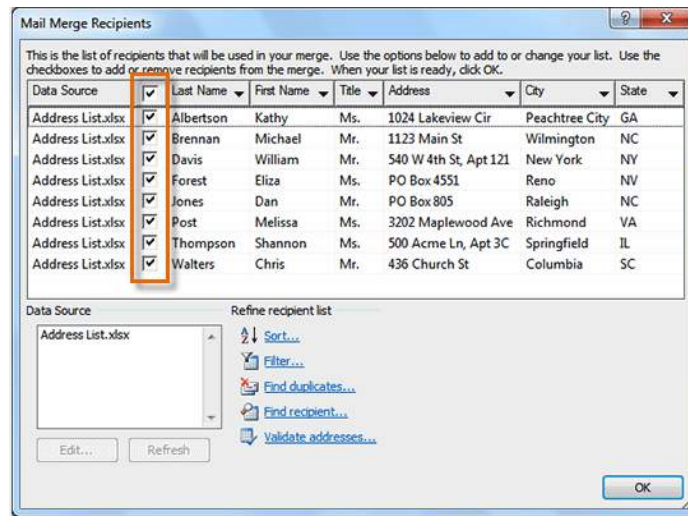 Mail Merge Recipients
This is the list of recipients that will be used in your merge. Use the options below to add to or change your list. Use the
checkboxes to add or remove recipients from the merge. When your list is ready, click OK.
Data Source Last Name First Name Title Address City State
Address List.xlsx Albertson Kathy Ms. 1024 Lakeview Cir Peachtree City GA
Address List.xlsx Brennan Michael Mr. 1123 Main St Wilmington NC
Address List.xlsx Davis William Mr. 540 W 4th St, Apt 121 New York NY
Address List.xlsx Forest Eliza Ms. PO Box 4551 Reno NV
Address List.xlsx Jones Dan Mr. PO Box 805 Raleigh NC
Address List.xlsx Post Melissa Ms. 3202 Maplewood Ave Richmond VA
Address List.xlsx Thompson Shannon Ms. 500 Acme Ln, Apt 3C Springfield IL
Address List.xlsx Walters Chris Mr. 436 Church St Columbia SC
Data Source Refine recipient list
Address List.xlsx
Sort...
Filter...
Find duplicates...
Find recipient...
Validate addresses...
Edit... Refresh
OK